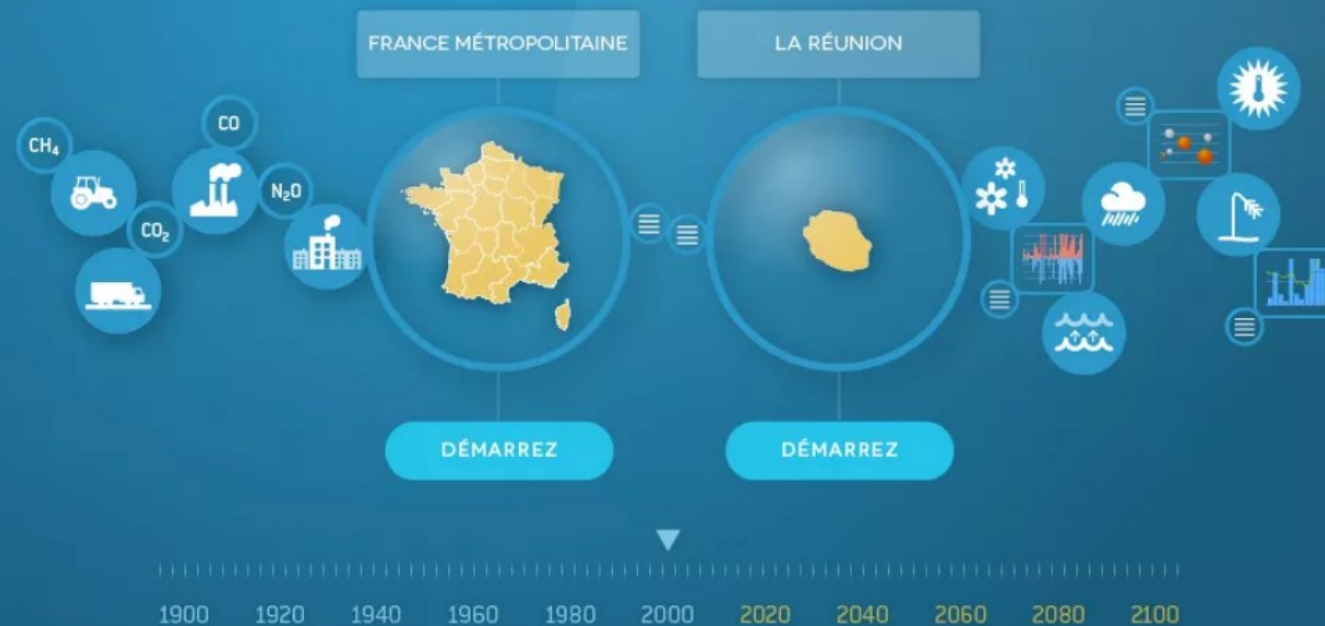 FRANCE MÉTROPOLITAINE
LA RÉUNION
CH₄
CO
CO₂
N₂O
DÉMARREZ
DÉMARREZ
1900 1920 1940 1960 1980 2000 2020 2040 2060 2080 2100